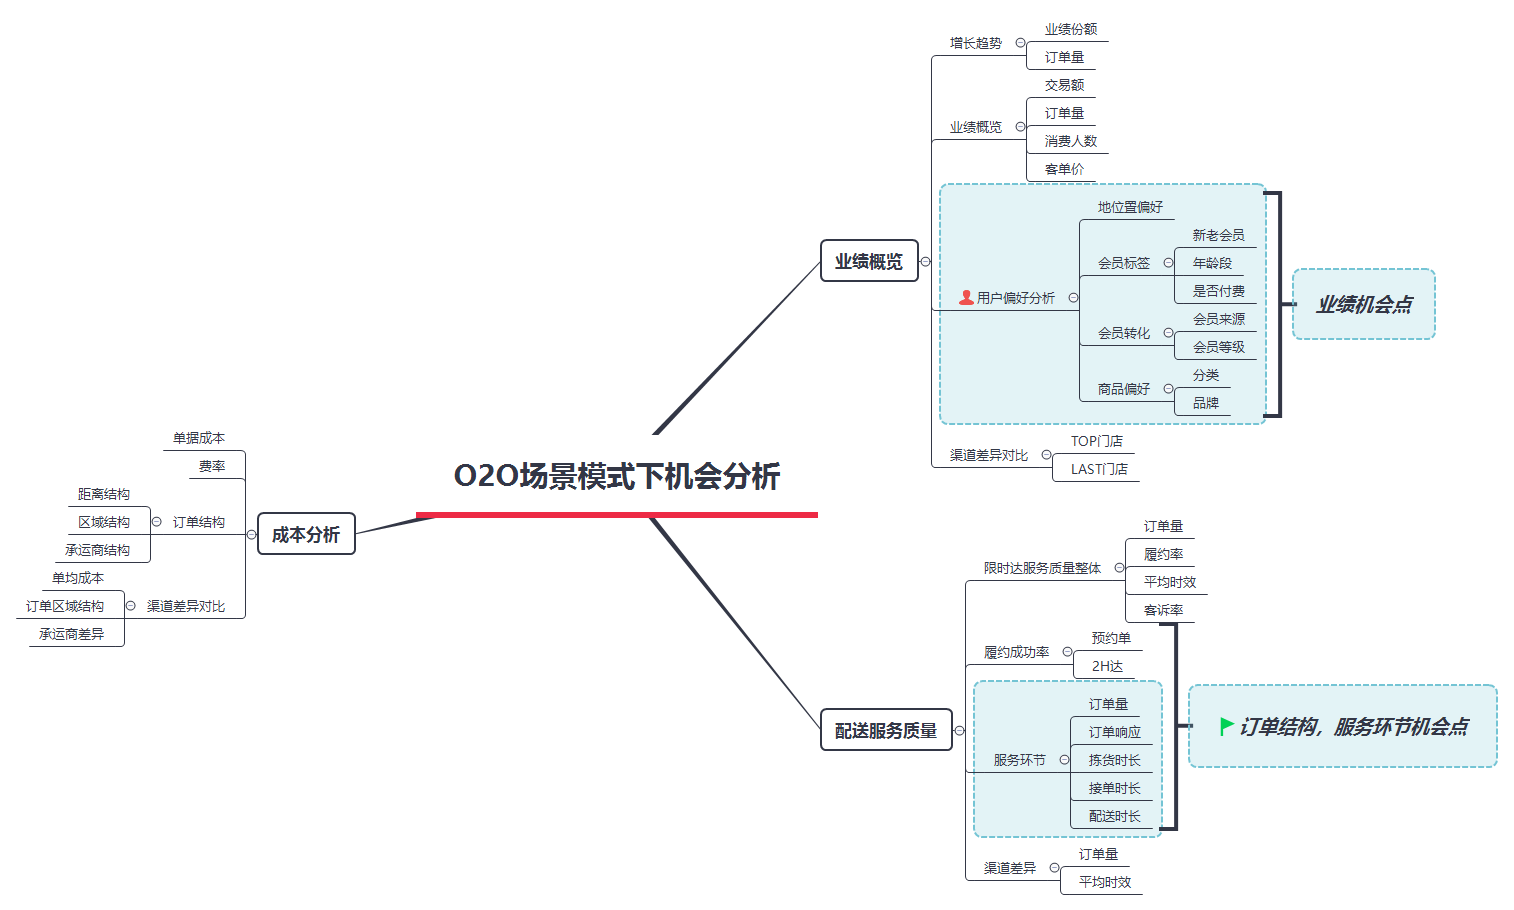 O2O场景模式下机会分析
业绩概览
增长趋势
业绩份额
订单量
业绩概览
交易额
订单量
消费人数
客单价
用户偏好分析
地位置偏好
会员标签
新老会员
年龄段
是否付费
会员转化
会员来源
会员等级
商品偏好
分类
品牌
业绩机会点
渠道差异对比
TOP门店
LAST门店
配送服务质量
限时达服务质量整体
订单量
履约率
平均时效
客诉率
履约成功率
预约单
2H达
服务环节
订单量
订单响应
拣货时长
接单时长
配送时长
订单结构，服务环节机会点
渠道差异
订单量
平均时效
成本分析
单据成本
费率
订单结构
距离结构
区域结构
承运商结构
渠道差异对比
单均成本
订单区域结构
承运商差异